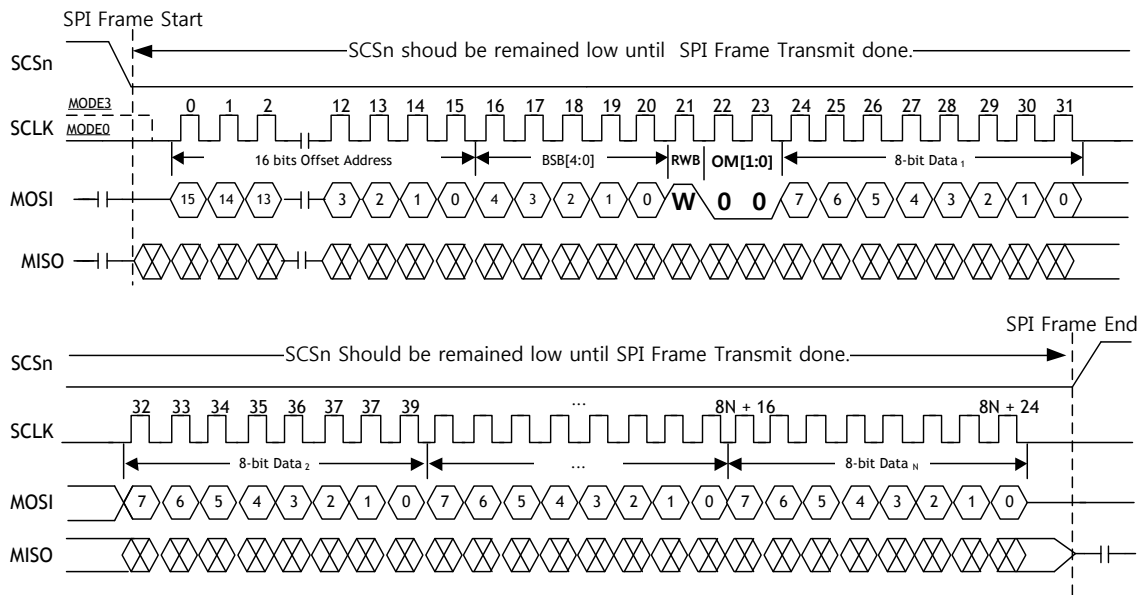 SPI Frame Start
SCSn shoud be remained low until SPI Frame Transmit done.
SCSn
MODE3
0 1 2 12 13 14 15 16 17 18 19 20 21 22 23 24 25 26 27 28 29 30 31
SCLK
MODE0
16 bits Offset Address BSB[4:0] RWB OM[1:0] 8-bit Data 1
MOSI 15 14 13 3 2 1 0 4 3 2 1 0 W 0 0 7 6 5 4 3 2 1 0
MISO
SPI Frame End
SCSn Should be remained low until SPI Frame Transmit done.
SCSn
32 33 34 35 36 37 37 39 ... 8N + 16 8N + 24
SCLK
8-bit Data 2 ... 8-bit Data N
MOSI 7 6 5 4 3 2 1 0 7 6 5 4 3 2 1 0 7 6 5 4 3 2 1 0
MISO